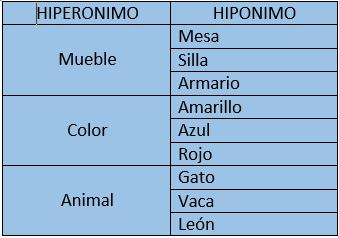 HIPERONIMO HIPONIMO
Mueble
Mesa
Silla
Armario
Color
Amarillo
Azul
Rojo
Animal
Gato
Vaca
León